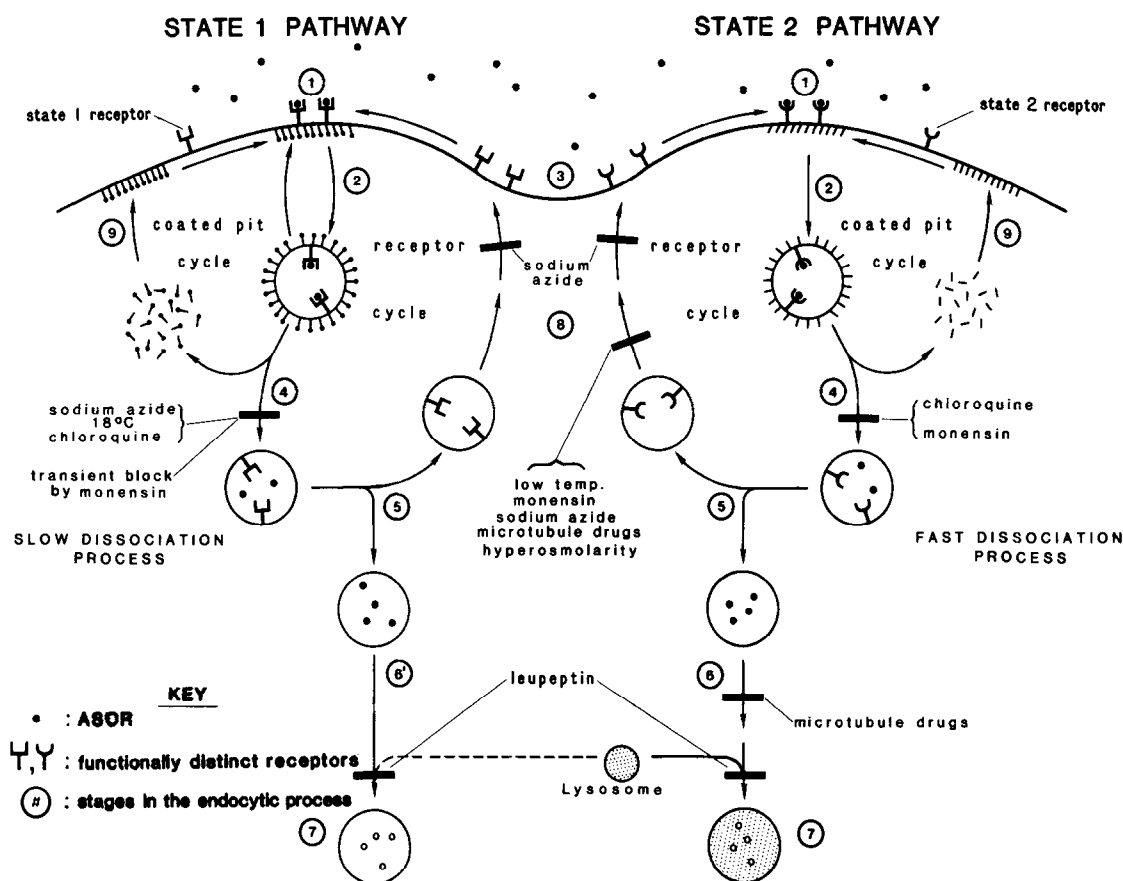 STATE 1 PATHWAY
STATE 2 PATHWAY
1
1
state 1 receptor
state 2 receptor
2
3
2
9
coated pit
cycle
receptor
cycle
sodium
azide
receptor
cycle
coated pit
cycle
9
8
4
4
sodium azide
18ºC
chloroquine
transient block
by monensin
chloroquine
monensin
low temp.
monensin
sodium azide
microtubule drugs
hyperosmolarity
5
5
SLOW DISSOCIATION
PROCESS
FAST DISSOCIATION
PROCESS
6'
6
leupeptin
microtubule drugs
KEY
• : ASOR
, : functionally distinct receptors
# : stages in the endocytic process
Lysosome
7
7